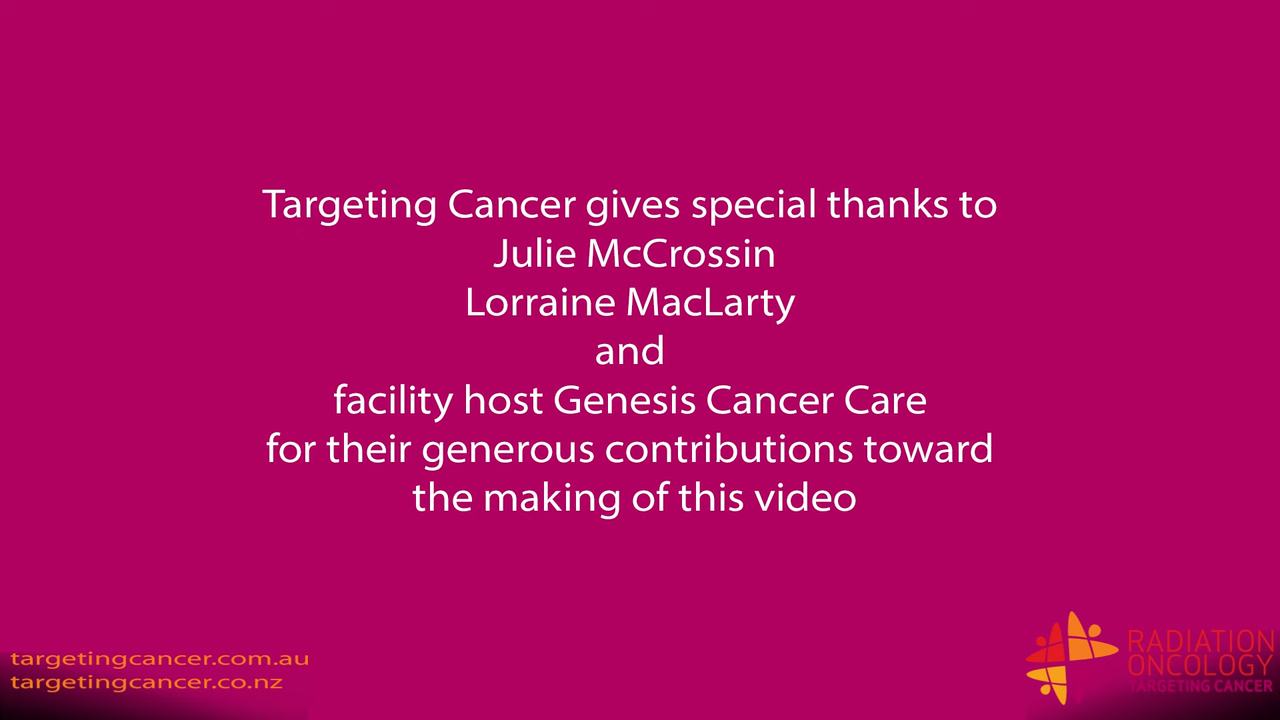 Targeting Cancer gives special thanks to
Julie McCrossin
Lorraine MacLarty
and
facility host Genesis Cancer Care
for their generous contributions toward
the making of this video
targetingcancer.com.au
targetingcancer.co.nz
RADIATION
ONCOLOGY
TARGETING CANCER